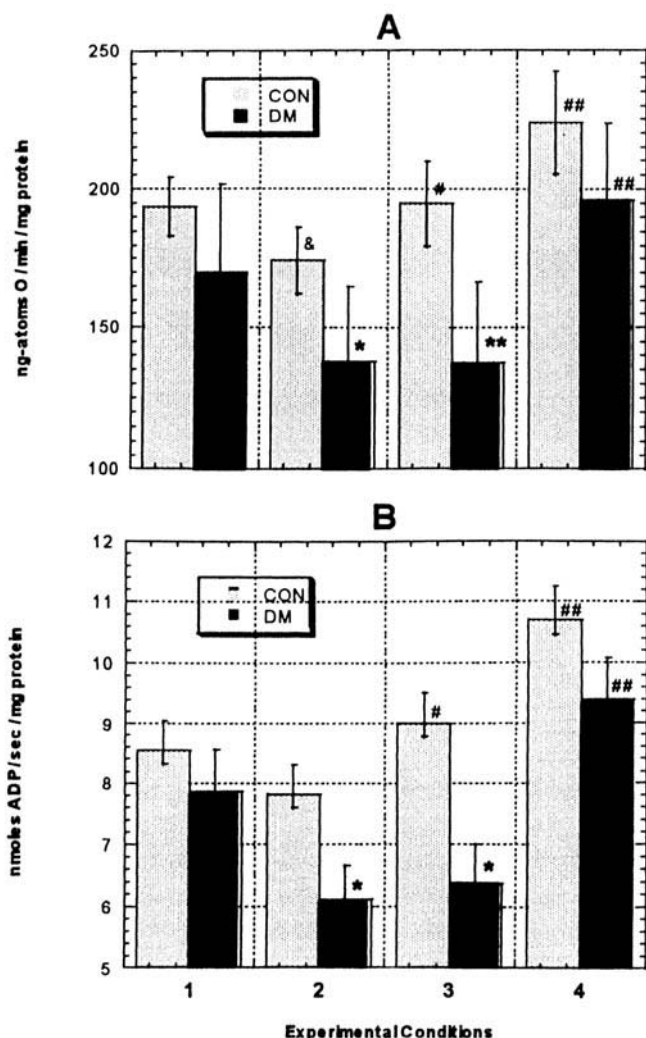 A
250
200
150
100
ng-atoms O/min/mg protein
CON
DM
&
*
#
**
##
##
B
12
11
10
9
8
7
6
5
nmoles ADP/sec/mg protein
CON
DM
*
#
*
##
##
1 2 3 4
Experimental Conditions